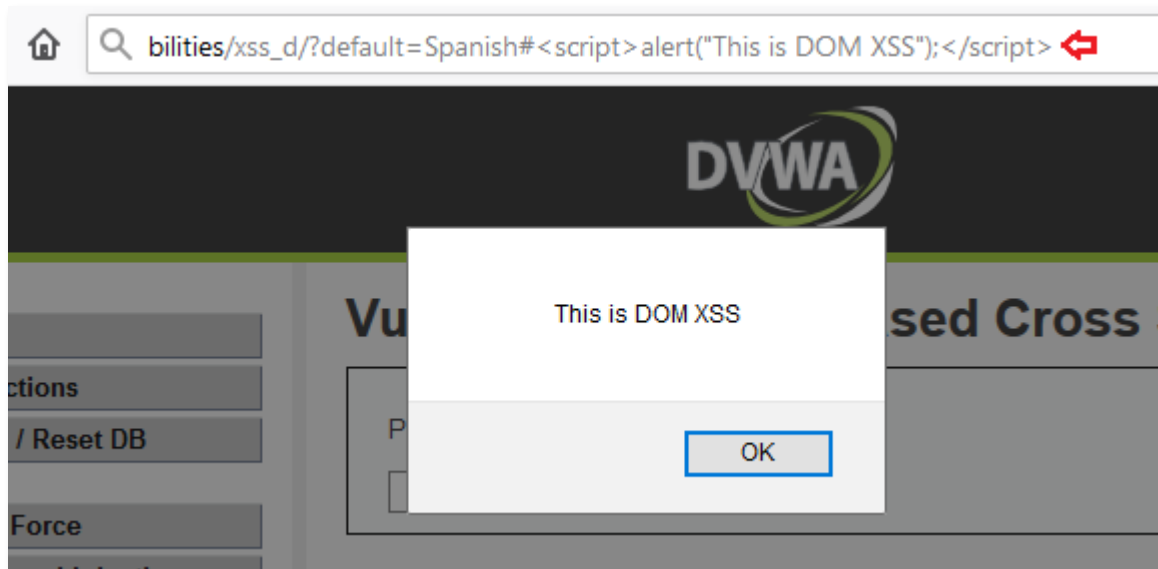 bilities/xss_d/?default=Spanish#<script>alert("This is DOM XSS");</script>
DVWA
Vu
sed Cross
This is DOM XSS
ctions
/ Reset DB
P
OK
Force